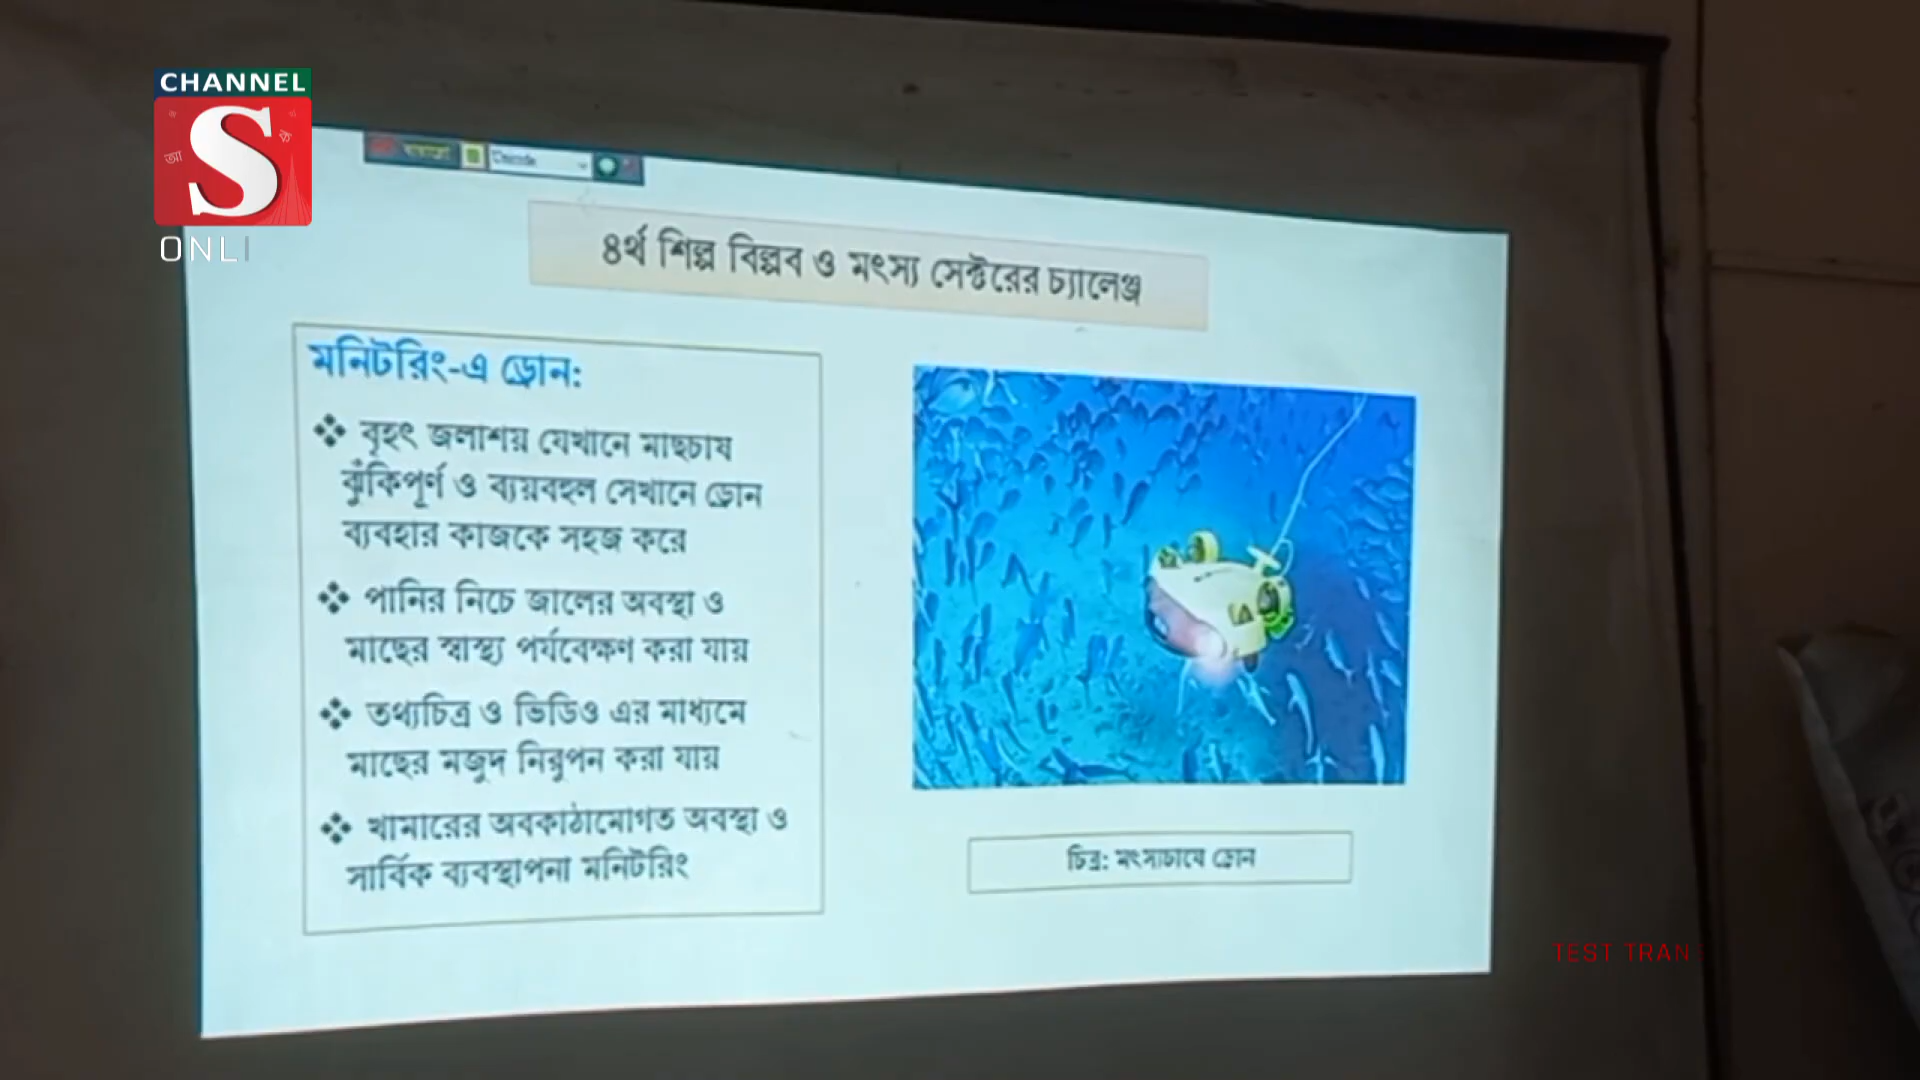 CHANNEL
S
ONLI
Unicode
৪র্থ শিল্প বিল্পব ও মৎস্য সেক্টরের চ্যালেঞ্জ
মনিটরিং-এ ড্রোন:
❖ বৃহৎ জলাশয় যেখানে মাছচাষ
ঝুঁকিপূর্ণ ও ব্যয়বহুল সেখানে ড্রোন
ব্যবহার কাজকে সহজ করে
❖ পানির নিচে জালের অবস্থা ও
মাছের স্বাস্থ্য পর্যবেক্ষণ করা যায়
❖ তথ্যচিত্র ও ভিডিও এর মাধ্যমে
মাছের মজুদ নিরুপন করা যায়
❖ খামারের অবকাঠামোগত অবস্থা ও
সার্বিক ব্যবস্থাপনা মনিটরিং
চিত্র: মৎস্যচাষে ড্রোন
TEST TRAN